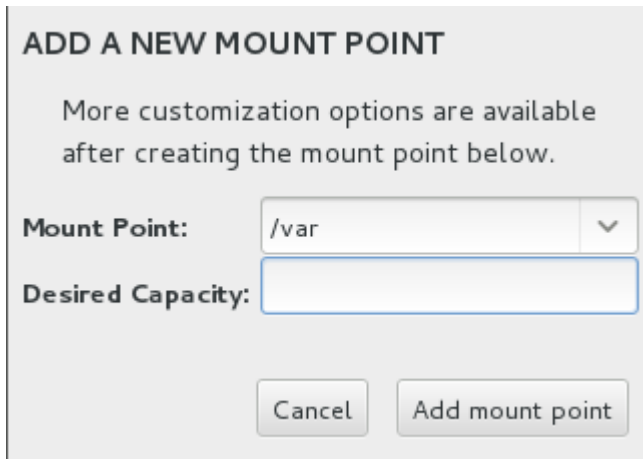 ADD A NEW MOUNT POINT
More customization options are available
after creating the mount point below.
Mount Point: /var
Desired Capacity:
Cancel Add mount point